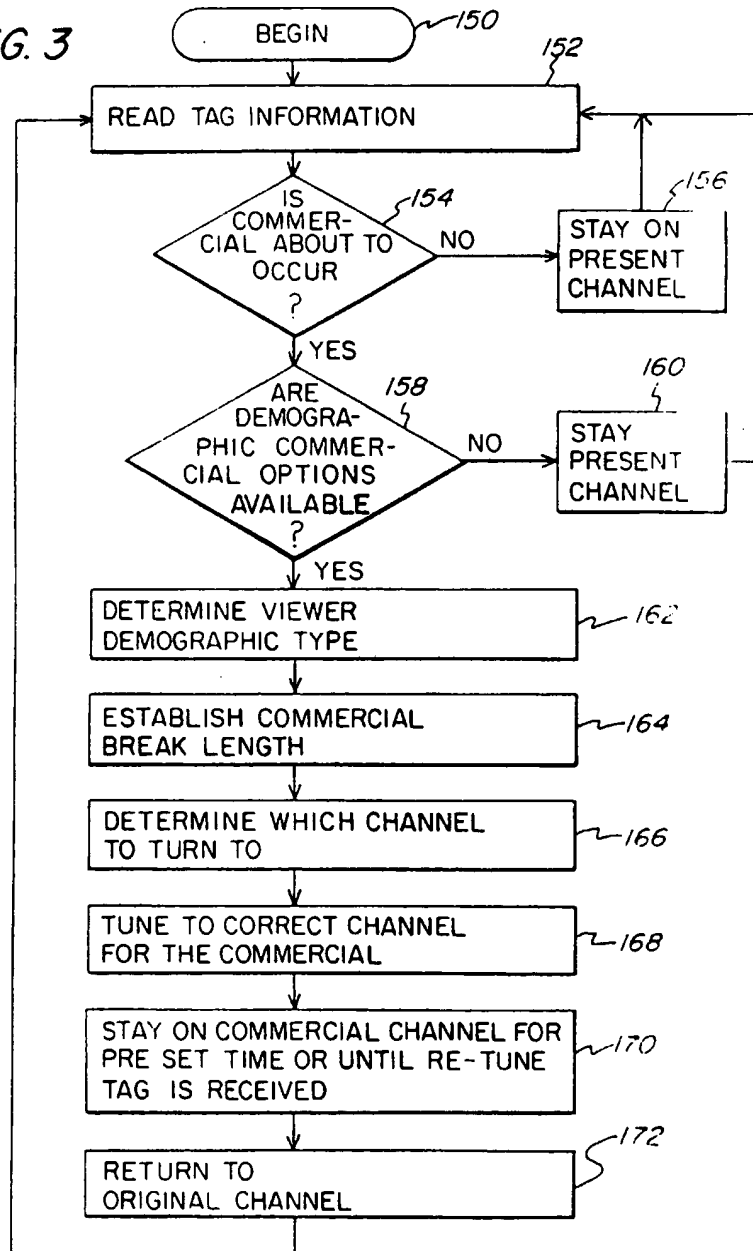 G. 3
BEGIN
150
152
READ TAG INFORMATION
IS
COMMER-
CIAL ABOUT TO
OCCUR
?
154
NO
156
STAY ON
PRESENT
CHANNEL
YES
ARE
DEMOGRA-
PHIC COMMER-
CIAL OPTIONS
AVAILABLE
?
158
NO
160
STAY
PRESENT
CHANNEL
YES
DETERMINE VIEWER
DEMOGRAPHIC TYPE
162
ESTABLISH COMMERCIAL
BREAK LENGTH
164
DETERMINE WHICH CHANNEL
TO TURN TO
166
TUNE TO CORRECT CHANNEL
FOR THE COMMERCIAL
168
STAY ON COMMERCIAL CHANNEL FOR
PRE SET TIME OR UNTIL RE-TUNE
TAG IS RECEIVED
170
RETURN TO
ORIGINAL CHANNEL
172